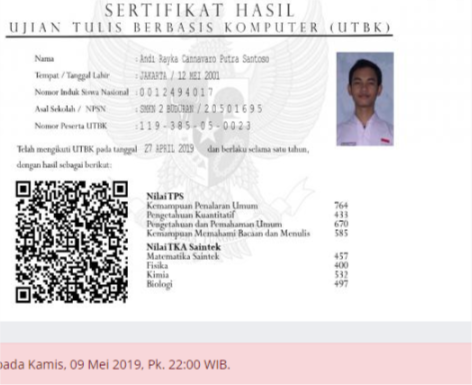 SERTIFIKAT HASIL
UJIAN TULIS BERBASIS KOMPUTER (UTBK)
Nama : Andi Rayka Cannavaro Putra Santoso
Tempat / Tanggal Lahir : JAKARTA / 12 MEI 2001
Nomor Induk Siswa Nasional : 0012494017
Asal Sekolah / NPSN : SMKN 2 BUDURAN / 20501695
Nomor Peserta UTBK : 119-385-05-0023
Telah mengikuti UTBK pada tanggal 27 APRIL 2019 dan berlaku selama satu tahun,
dengan hasil sebagai berikut:
Nilai TPS
Kemampuan Penalaran Umum 764
Pengetahuan Kuantitatif 433
Pengetahuan dan Pemahaman Umum 670
Kemampuan Memahami Bacaan dan Menulis 585
Nilai TKA Saintek
Matematika Saintek 457
Fisika 400
Kimia 532
Biologi 497
pada Kamis, 09 Mei 2019, Pk. 22:00 WIB.